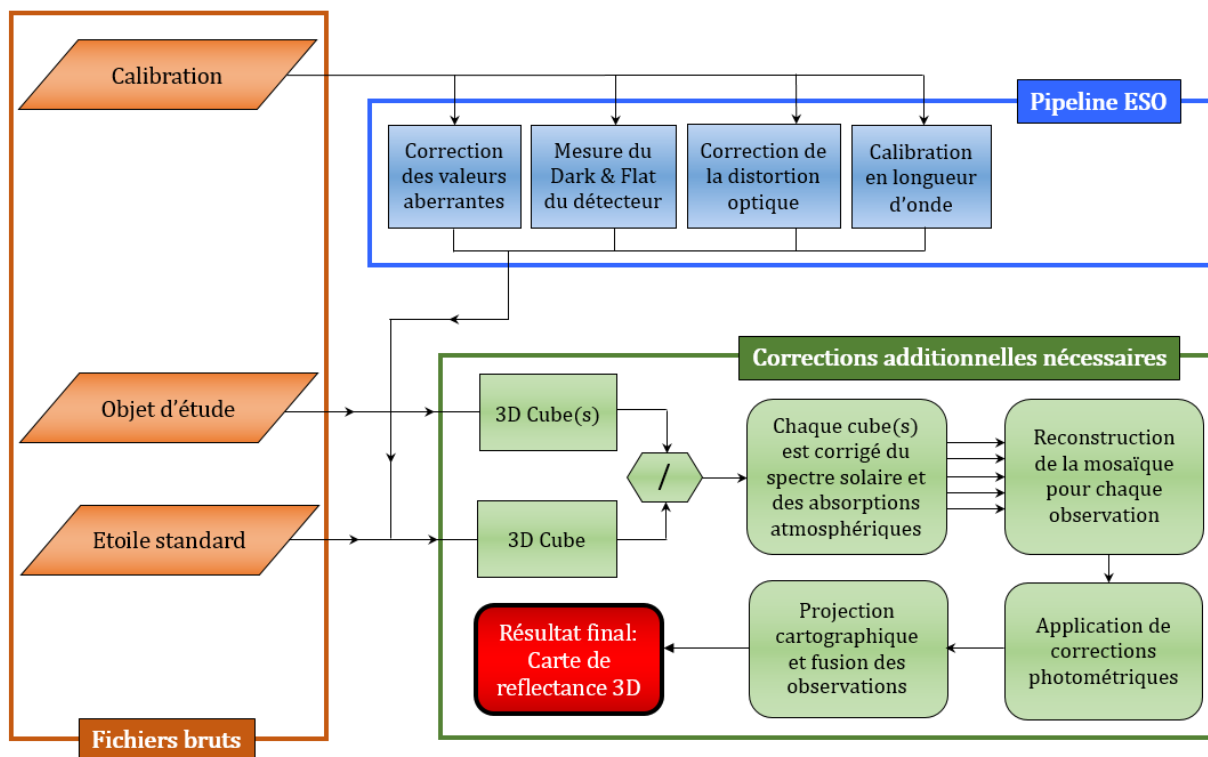 Calibration
Pipeline ESO
Correction
des valeurs
aberrantes
Mesure du
Dark & Flat
du détecteur
Correction de
la distortion
optique
Calibration
en longueur
d'onde
Corrections additionnelles nécessaires
Objet d'étude
3D Cube(s)
/
Chaque cube(s)
est corrigé du
spectre solaire et
des absorptions
atmosphériques
Reconstruction
de la mosaïque
pour chaque
observation
Etoile standard
3D Cube
Résultat final:
Carte de
reflectance 3D
Projection
cartographique
et fusion des
observations
Application de
corrections
photométriques
Fichiers bruts